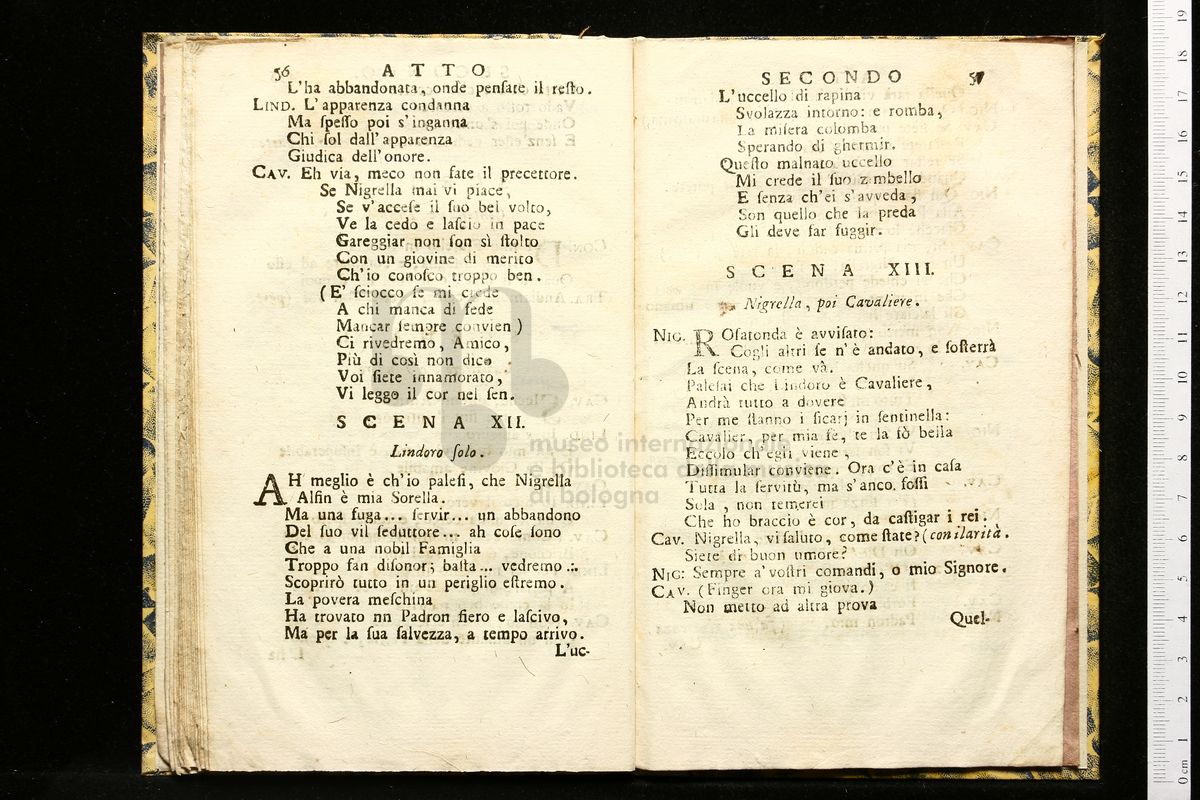 56 ATTO
L'ha abbandonata, onde pensate il resto.
LIND. L'apparenza condanna
Ma spesso poi s'inganna
Chi sol dall'apparenza
Giudica dell'onore.
CAV. Eh via, meco non fate il precettore.
Se Nigrella mai vi piace,
Se v'accese il suo bel volto,
Ve la cedo e lascio in pace
Gareggiar non son sì stolto
Con un giovine di merito
Ch'io conosco troppo ben.
(E' sciocco se mi crede
A chi manca di fede
Mancar sempre convien)
Ci rivedremo, Amico,
Più di così non dico
Voi siete innamorato,
Vi leggo il cor nel sen.
SCENA XII.
Lindoro solo.
AH meglio è ch'io palesi, che Nigrella
Alfin è mia Sorella.
Ma una fuga... servir... un abbandono
Del suo vil seduttore... ah cose sono
Che a una nobil Famiglia
Troppo fan disonor; basta... vedremo...
Scoprirò tutto in un periglio estremo.
La povera meschina
Ha trovato nn Padron fiero e lascivo,
Ma per la sua salvezza, a tempo arrivo.
L'uc-
SECONDO 57
L'uccello di rapina
Svolazza intorno: e romba,
La misera colomba
Sperando di ghermir.
Questo malnato uccello
Mi crede il suo zimbello
E senza ch'ei s'avveda,
Son quello che la preda
Gli deve far fuggir.
SCENA XIII.
Nigrella, poi Cavaliere.
NIG. ROsatonda è avvisato:
Cogli altri se n'è andato, e sosterrà
La scena, come và.
Palesai che Lindoro è Cavaliere,
Andrà tutto a dovere
Per me stanno i sicarj in sentinella:
Cavalier, per mia fè, te la fò bella
Eccolo ch'egli viene,
Dissimular conviene. Ora c'è in casa
Tutta la servitù, ma s'anco fossi
Sola, non temerei
Che ho braccio è cor, da castigar i rei.
CAV. Nigrella, vi saluto, come state? (con ilarità.
Siete di buon umore?
NIG: Sempre a' vostri comandi, o mio Signore.
CAV. (Finger ora mi giova.)
Non metto ad altra prova
Quel-
museo internazionale
e biblioteca della musica
di bologna